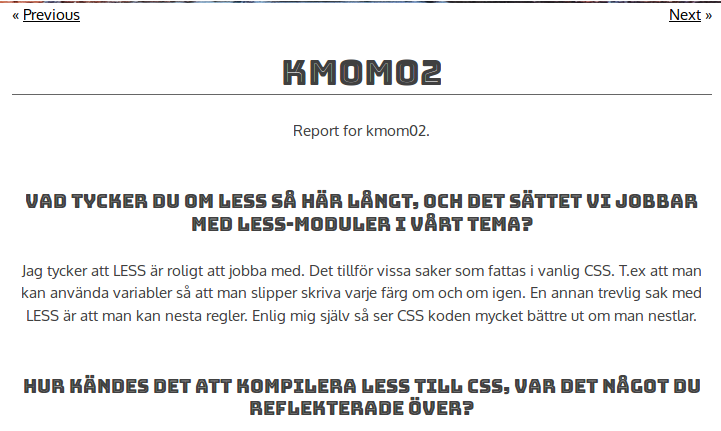 « Previous Next »
KMOM02
Report for kmom02.
VAD TYCKER DU OM LESS SÅ HÄR LÅNGT, OCH DET SÄTTET VI JOBBAR
MED LESS-MODULER I VÅRT TEMA?
Jag tycker att LESS är roligt att jobba med. Det tillför vissa saker som fattas i vanlig CSS. T.ex att man
kan använda variabler så att man slipper skriva varje färg om och om igen. En annan trevlig sak med
LESS är att man kan nesta regler. Enlig mig själv så ser CSS koden mycket bättre ut om man nestlar.
HUR KÄNDES DET ATT KOMPILERA LESS TILL CSS, VAR DET NÅGOT DU
REFLEKTERADE ÖVER?